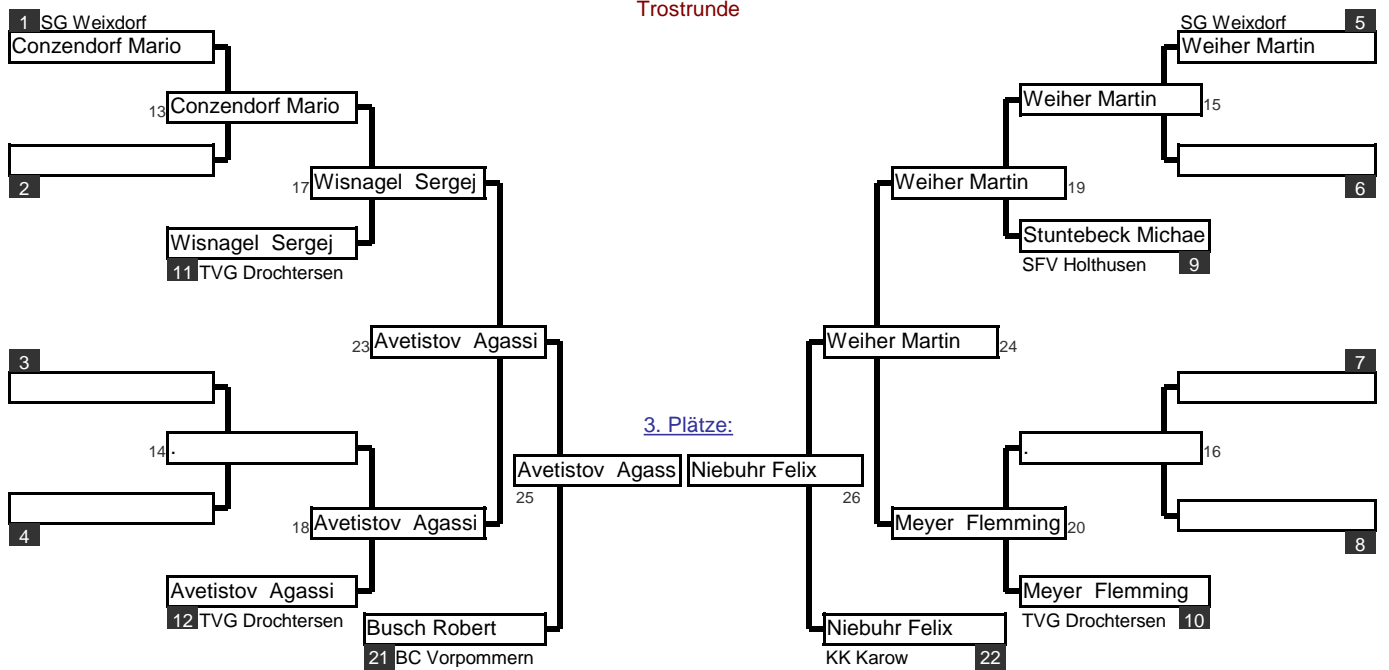 Trostrunde
1 SG Weixdorf
SG Weixdorf 5
Conzendorf Mario
Weiher Martin
13 Conzendorf Mario
Weiher Martin 15
2
17 Wisnagel Sergej
Weiher Martin 19
6
Wisnagel Sergej
Stuntebeck Michae
11 TVG Drochtersen
SFV Holthusen 9
23 Avetistov Agassi
Weiher Martin 24
3
7
3. Plätze:
14 .
. 16
Avetistov Agass
Niebuhr Felix
25
26
4
18 Avetistov Agassi
Meyer Flemming 20
8
Avetistov Agassi
Meyer Flemming
12 TVG Drochtersen
TVG Drochtersen 10
Busch Robert
Niebuhr Felix
21 BC Vorpommern
KK Karow 22